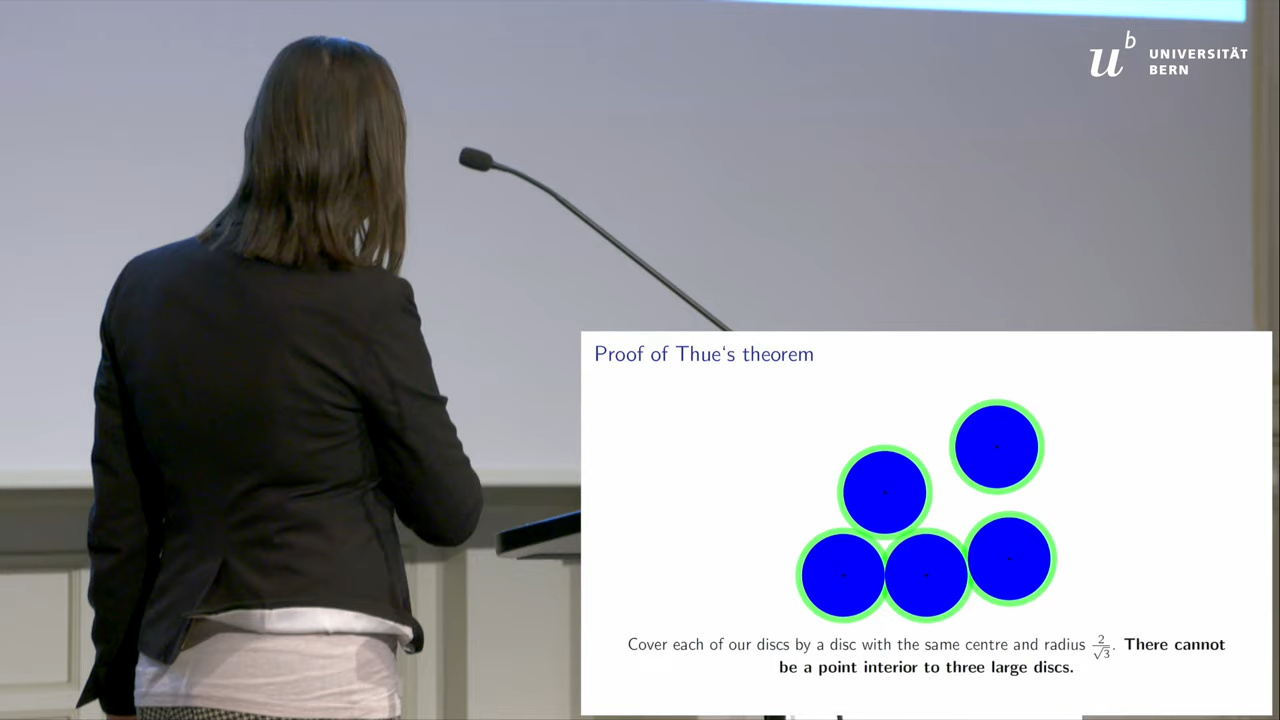 u^b UNIVERSITÄT
BERN
Proof of Thue‘s theorem
Cover each of our discs by a disc with the same centre and radius 2/√3. There cannot
be a point interior to three large discs.